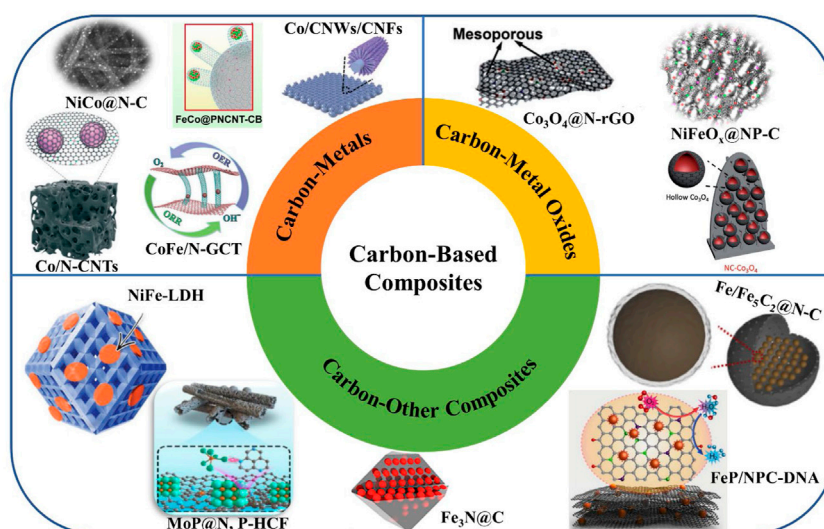 NiCo@N-C
FeCo@PNCNT-CB
Co/CNWs/CNFs
Co/N-CNTs
O₂
OER
ORR
OH⁻
CoFe/N-GCT
Mesoporous
Co₃O₄@N-rGO
NiFeOₓ@NP-C
Hollow Co₃O₄
NC-Co₃O₄
Carbon-Metals
Carbon-Metal Oxides
Carbon-Based
Composites
Carbon-Other Composites
NiFe-LDH
MoP@N, P-HCF
Fe₃N@C
Fe/Fe₅C₂@N-C
FeP/NPC-DNA